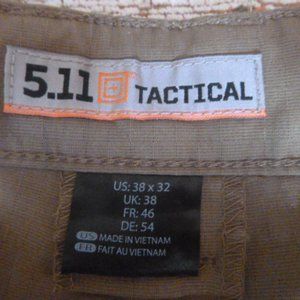 5.11 TACTICAL
US: 38 x 32
UK: 38
FR: 46
DE: 54
US MADE IN VIETNAM
FR FAIT AU VIETNAM